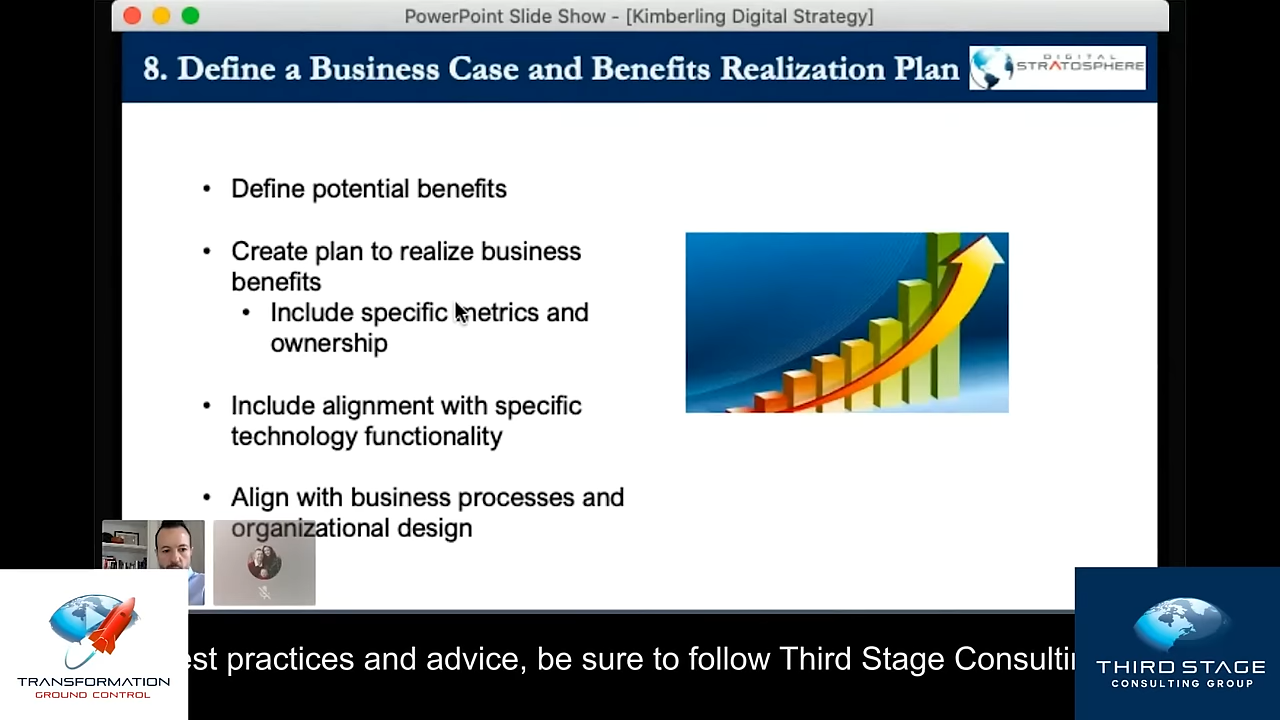 PowerPoint Slide Show - [Kimberling Digital Strategy]
8. Define a Business Case and Benefits Realization Plan
DIGITAL
STRATOSPHERE
• Define potential benefits
• Create plan to realize business
benefits
• Include specific metrics and
ownership
• Include alignment with specific
technology functionality
• Align with business processes and
organizational design
TRANSFORMATION
GROUND CONTROL
est practices and advice, be sure to follow Third Stage Consulti
THIRD STAGE
CONSULTING GROUP